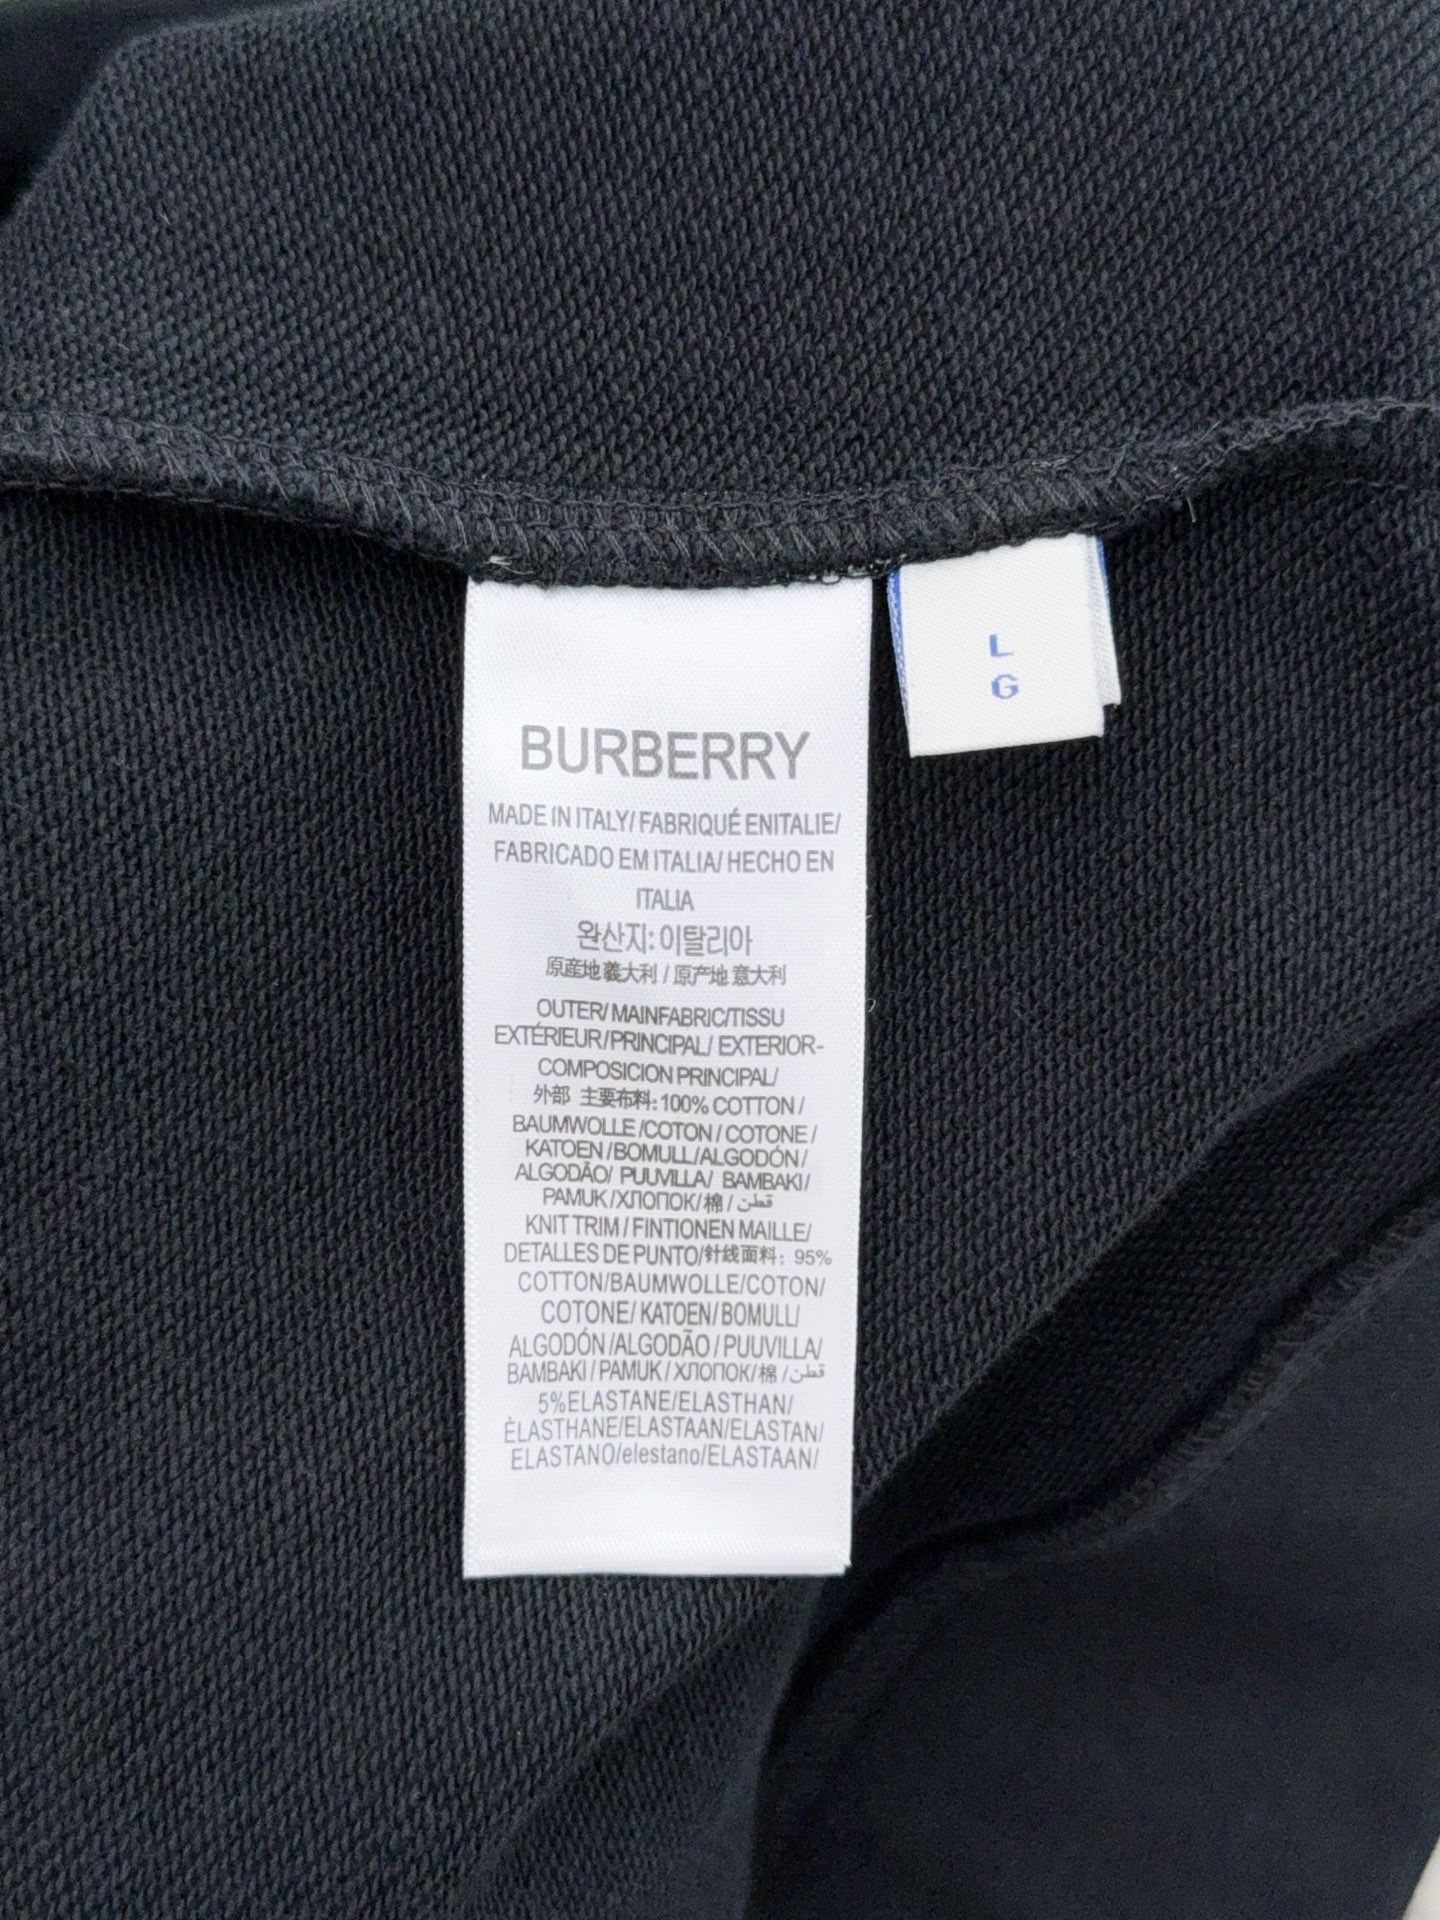 BURBERRY
MADE IN ITALY/ FABRIQUÉ ENITALIE/
FABRICADO EM ITALIA/ HECHO EN
ITALIA
완산지:이탈리아
原産地義大利 / 原产地意大利
OUTER/ MAINFABRIC/TISSU
EXTÉRIEUR/PRINCIPAL/ EXTERIOR-
COMPOSICION PRINCIPAL/
外部 主要布料:100% COTTON /
BAUMWOLLE /COTON / COTONE /
KATOEN /BOMULL/ALGODÓN /
ALGODÃO/ PUUVILLA/ BAMBAKI/
PAMUK /ХЛОПОК/棉 / قطن
KNIT TRIM / FINTIONEN MAILLE/
DETALLES DE PUNTO/针线面料: 95%
COTTON/BAUMWOLLE/COTON/
COTONE/ KATOEN/ BOMULL/
ALGODÓN /ALGODÃO / PUUVILLA/
BAMBAKI / PAMUK / ХЛОПОК/棉 / قطن
5%ELASTANE/ELASTHAN/
ÈLASTHANE/ELASTAAN/ELASTAN/
ELASTANO/elestano/ELASTAAN/
L
G